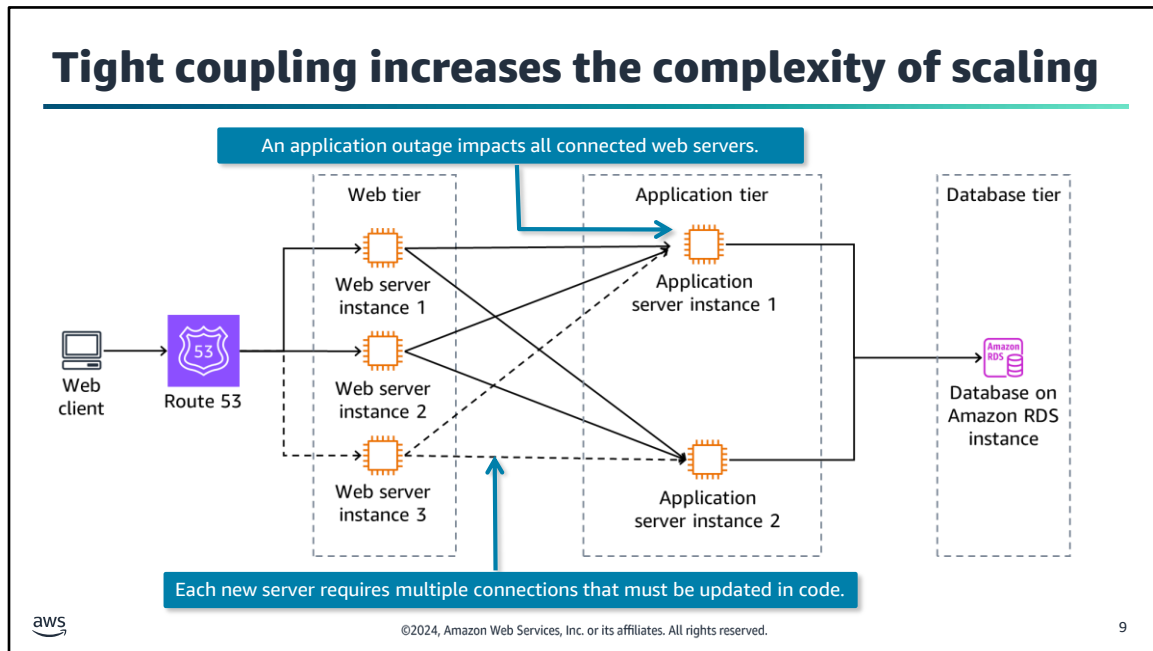 Tight coupling increases the complexity of scaling
An application outage impacts all connected web servers.
Web tier
Application tier
Database tier
Web server
instance 1
Application
server instance 1
53
Web
client
Route 53
Web server
instance 2
Amazon
RDS
Database on
Amazon RDS
instance
Web server
instance 3
Application
server instance 2
Each new server requires multiple connections that must be updated in code.
aws
©2024, Amazon Web Services, Inc. or its affiliates. All rights reserved.
9